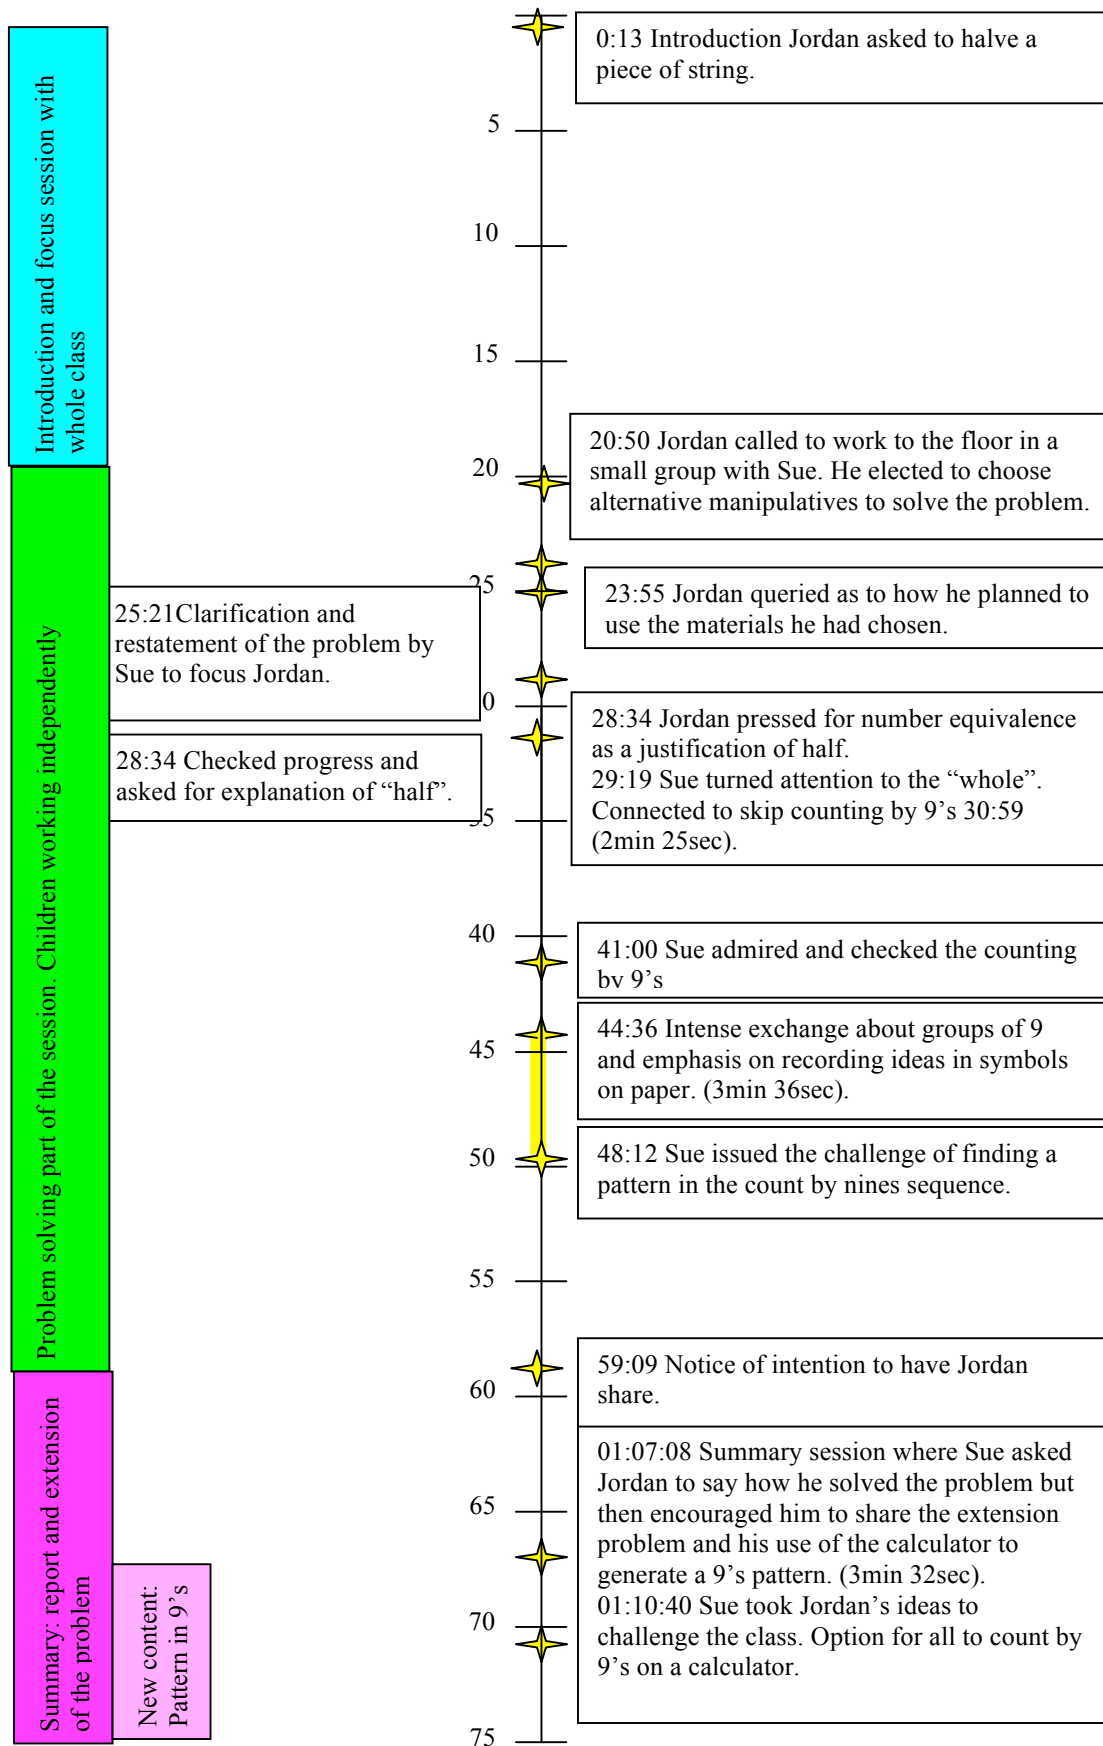 0:13 Introduction Jordan asked to halve a
piece of string.
5
10
15
Introduction and focus session with
whole class
20:50 Jordan called to work to the floor in a
small group with Sue. He elected to choose
alternative manipulatives to solve the problem.
20
25
23:55 Jordan queried as to how he planned to
use the materials he had chosen.
25:21Clarification and
restatement of the problem by
Sue to focus Jordan.
0
28:34 Jordan pressed for number equivalence
as a justification of half.
29:19 Sue turned attention to the “whole”.
Connected to skip counting by 9’s 30:59
(2min 25sec).
28:34 Checked progress and
asked for explanation of “half”.
35
Problem solving part of the session. Children working independently
40
41:00 Sue admired and checked the counting
by 9’s
44:36 Intense exchange about groups of 9
and emphasis on recording ideas in symbols
on paper. (3min 36sec).
45
48:12 Sue issued the challenge of finding a
pattern in the count by nines sequence.
50
55
59:09 Notice of intention to have Jordan
share.
60
01:07:08 Summary session where Sue asked
Jordan to say how he solved the problem but
then encouraged him to share the extension
problem and his use of the calculator to
generate a 9’s pattern. (3min 32sec).
01:10:40 Sue took Jordan’s ideas to
challenge the class. Option for all to count by
9’s on a calculator.
65
70
Summary: report and extension
of the problem
New content:
Pattern in 9’s
75